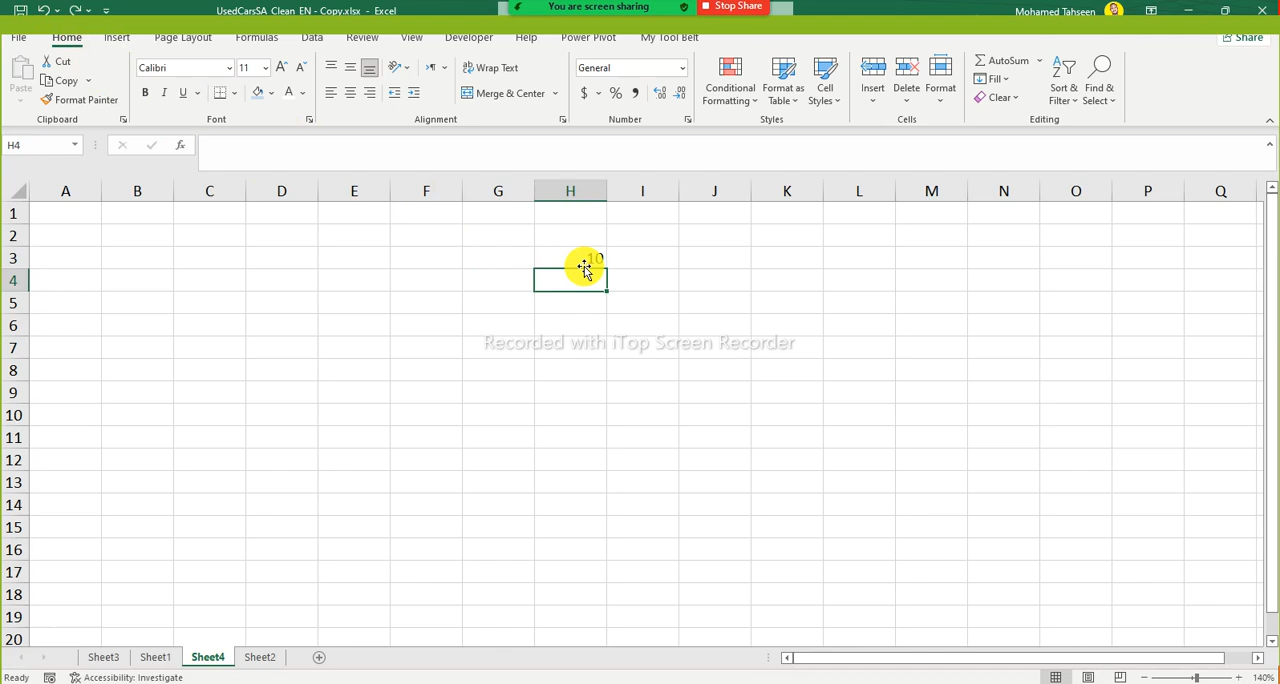 UsedCarsSA_Clean_EN - Copy.xlsx - Excel
You are screen sharing
Stop Share
Mohamed Tahseen
File Home Insert Page Layout Formulas Data Review View Developer Help Power Pivot My Tool Belt Share
Paste Cut
Copy
Format Painter
Calibri 11
B I U A
Wrap Text
Merge & Center
General
$ % ,
Conditional Formatting
Format as Table
Cell Styles
Insert Delete Format
AutoSum
Fill
Clear
Sort & Filter
Find & Select
Clipboard Font Alignment Number Styles Cells Editing
H4 fx
A B C D E F G H I J K L M N O P Q
1
2
3 10
4
5
6
7
Recorded with iTop Screen Recorder
8
9
10
11
12
13
14
15
16
17
18
19
20
Sheet3 Sheet1 Sheet4 Sheet2
Ready Accessibility: Investigate 140%